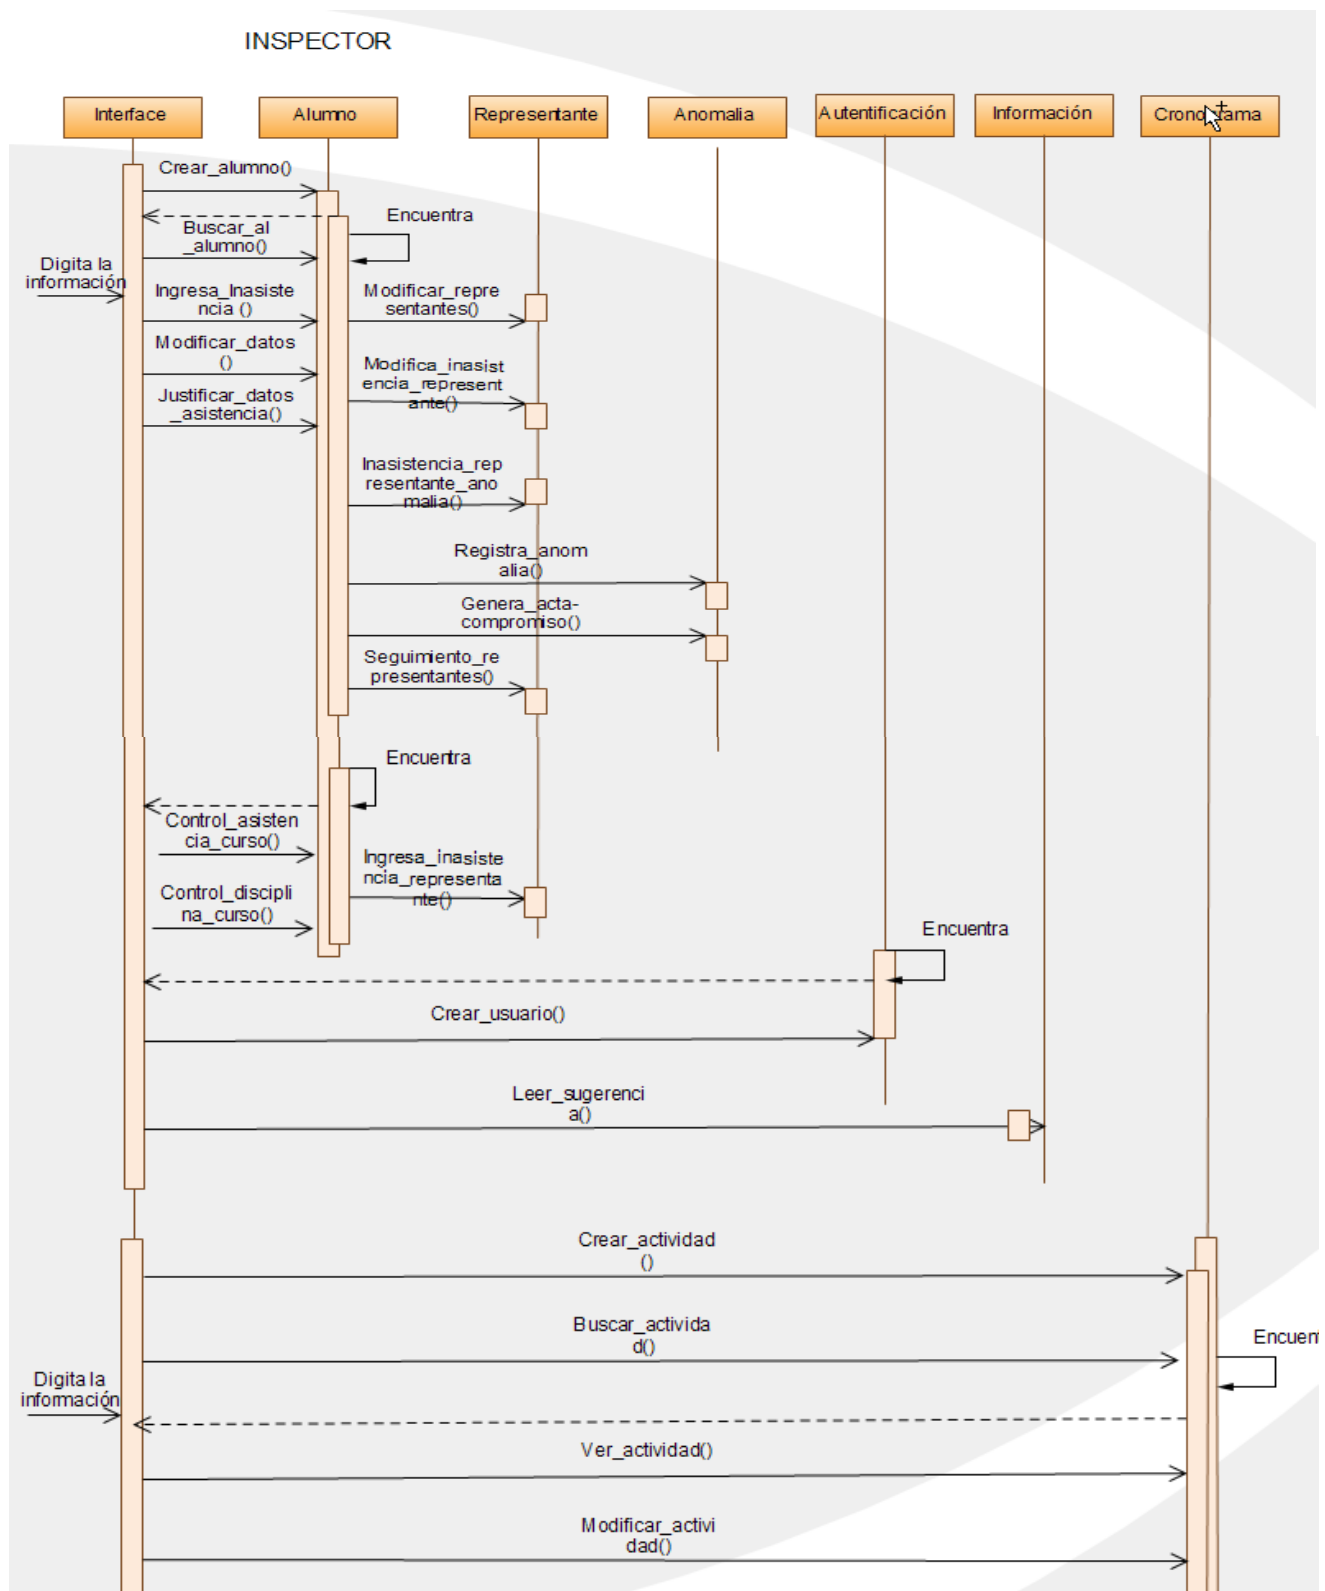 INSPECTOR
Interface
Alumno
Representante
Anomalia
Autentificación
Información
Crear_alumno()
Encuentra
Buscar_al
_alumno()
Digita la
información
Ingresa_Inasiste
ncia ()
Modificar_repre
sentantes()
Modificar_datos
()
Modifica_inasist
encia_represent
ante()
Justificar_datos
_asistencia()
Inasistencia_rep
resentante_ano
malia()
Registra_anom
alia()
Genera_acta-
compromiso()
Seguimiento_re
presentantes()
Encuentra
Control_asisten
cia_curso()
Ingresa_inasiste
ncia_representa
nte()
Control_discipli
na_curso()
Encuentra
Crear_usuario()
Leer_sugerenci
a()
Crear_actividad
()
Buscar_activida
d()
Encuent
Digita la
información
Ver_actividad()
Modificar_activi
dad()